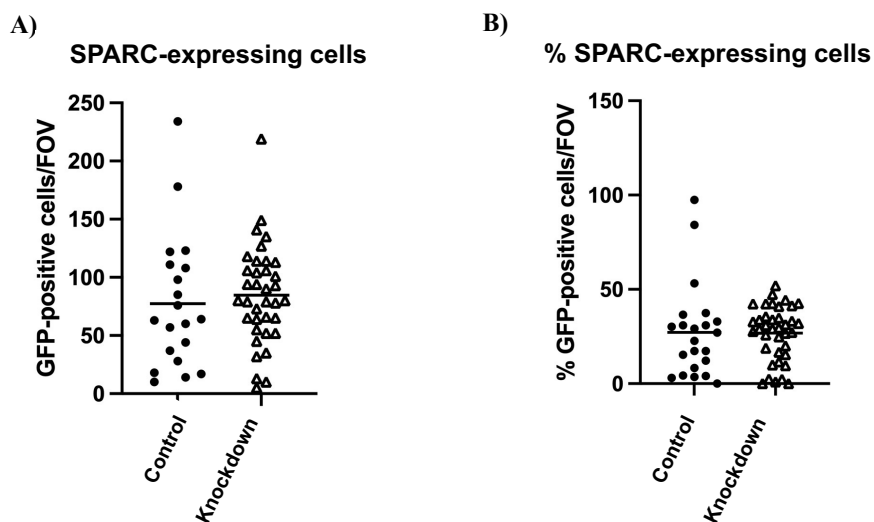 A)
SPARC-expressing cells
GFP-positive cells/FOV
250
200
150
100
50
0
Control
Knockdown
B)
% SPARC-expressing cells
% GFP-positive cells/FOV
150
100
50
0
Control
Knockdown